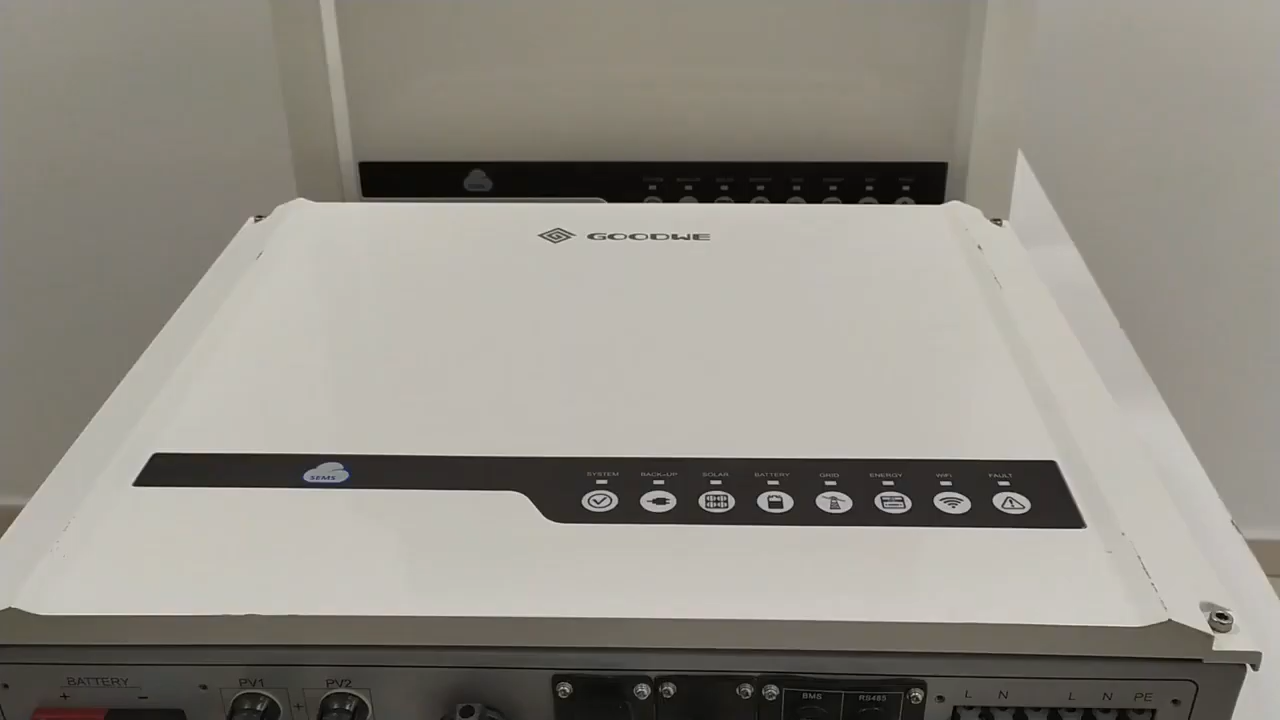 GOODWE
SEMS
SYSTEM BACK-UP SOLAR BATTERY GRID ENERGY WiFi FAULT
BATTERY PV1 PV2
+ − +
BMS RS485
L N L N PE